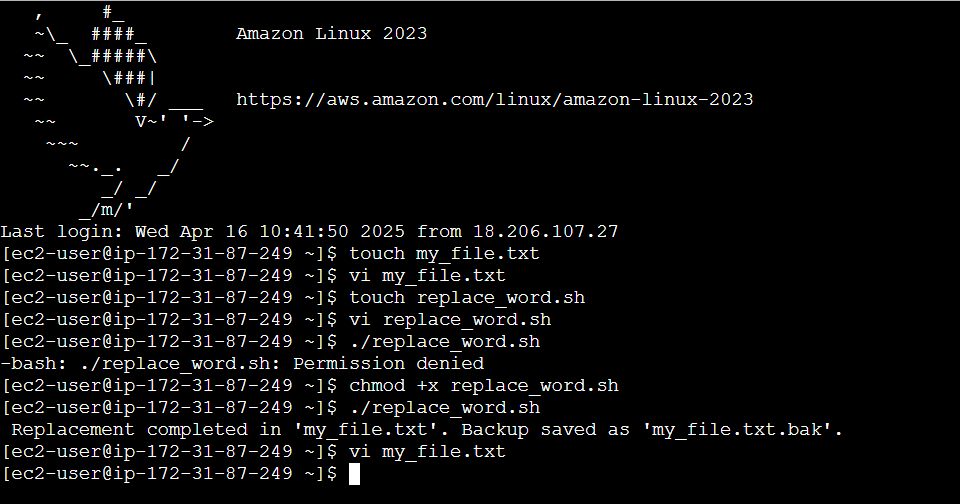 ,     #_
   ~\_  ####_        Amazon Linux 2023
  ~~  \_#####\
  ~~     \###|
  ~~       \#/ ___   https://aws.amazon.com/linux/amazon-linux-2023
   ~~       V~' '->
    ~~~         /
      ~~._.   _/
         _/ _/
       _/m/'
Last login: Wed Apr 16 10:41:50 2025 from 18.206.107.27
[ec2-user@ip-172-31-87-249 ~]$ touch my_file.txt
[ec2-user@ip-172-31-87-249 ~]$ vi my_file.txt
[ec2-user@ip-172-31-87-249 ~]$ touch replace_word.sh
[ec2-user@ip-172-31-87-249 ~]$ vi replace_word.sh
[ec2-user@ip-172-31-87-249 ~]$ ./replace_word.sh
-bash: ./replace_word.sh: Permission denied
[ec2-user@ip-172-31-87-249 ~]$ chmod +x replace_word.sh
[ec2-user@ip-172-31-87-249 ~]$ ./replace_word.sh
 Replacement completed in 'my_file.txt'. Backup saved as 'my_file.txt.bak'.
[ec2-user@ip-172-31-87-249 ~]$ vi my_file.txt
[ec2-user@ip-172-31-87-249 ~]$